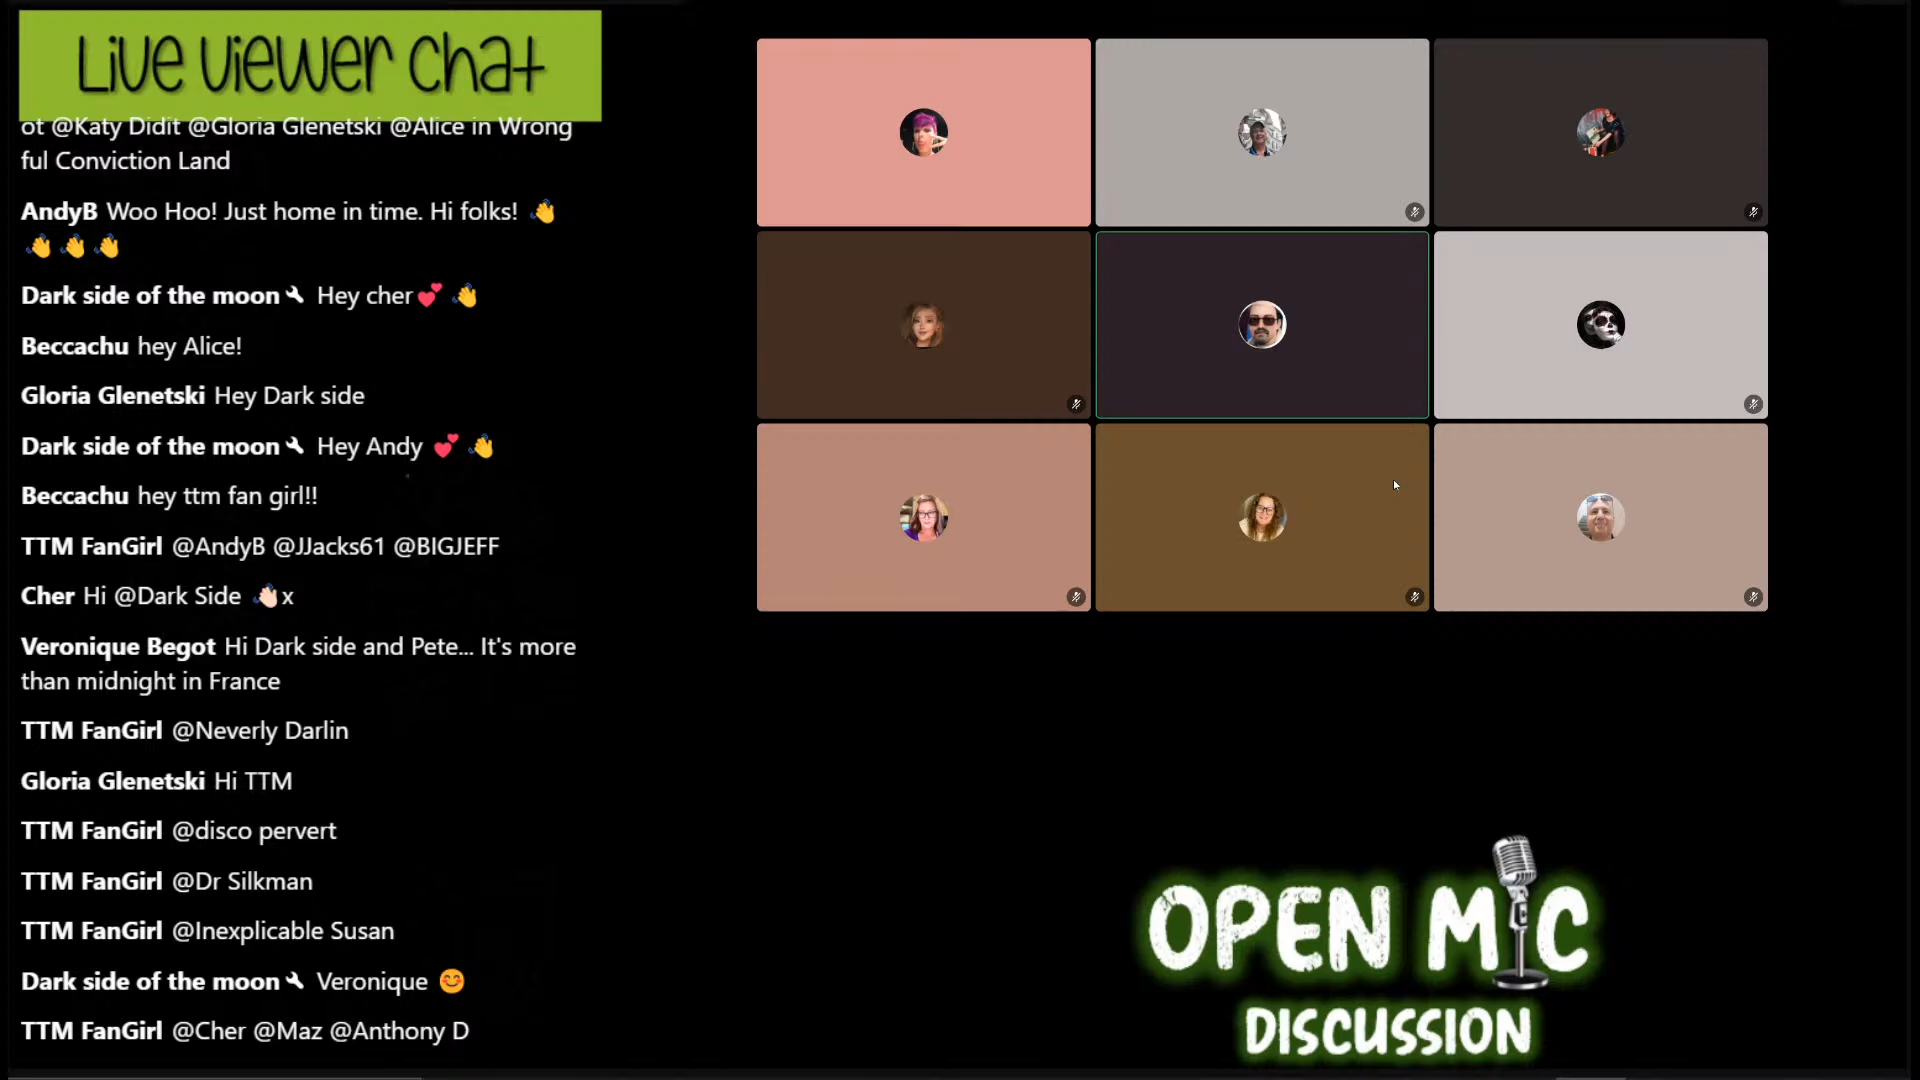 Live Viewer Chat
ot @Katy Didit @Gloria Glenetski @Alice in Wrong
ful Conviction Land
AndyB Woo Hoo! Just home in time. Hi folks! 👋
👋 👋 👋
Dark side of the moon Hey cher💕 👋
Beccachu hey Alice!
Gloria Glenetski Hey Dark side
Dark side of the moon Hey Andy 💕 👋
Beccachu hey ttm fan girl!!
TTM FanGirl @AndyB @JJacks61 @BIGJEFF
Cher Hi @Dark Side 👋🏻x
Veronique Begot Hi Dark side and Pete... It's more
than midnight in France
TTM FanGirl @Neverly Darlin
Gloria Glenetski Hi TTM
TTM FanGirl @disco pervert
TTM FanGirl @Dr Silkman
TTM FanGirl @Inexplicable Susan
Dark side of the moon Veronique 😊
TTM FanGirl @Cher @Maz @Anthony D
OPEN MIC
DISCUSSION